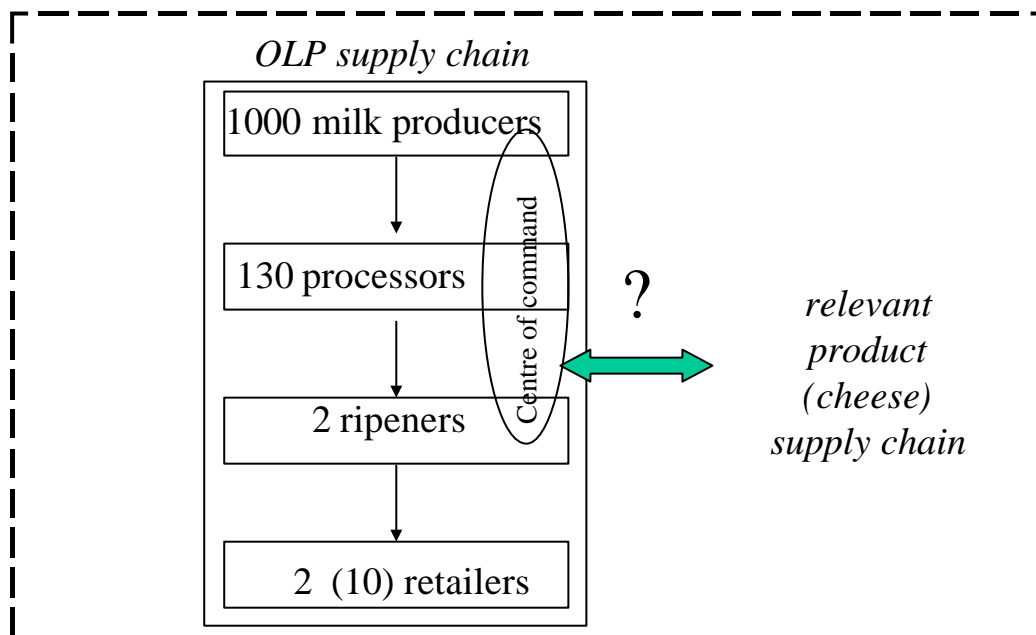 OLP supply chain
1000 milk producers
130 processors
2 ripeners
2 (10) retailers
Centre of command
?
relevant
product
(cheese)
supply chain